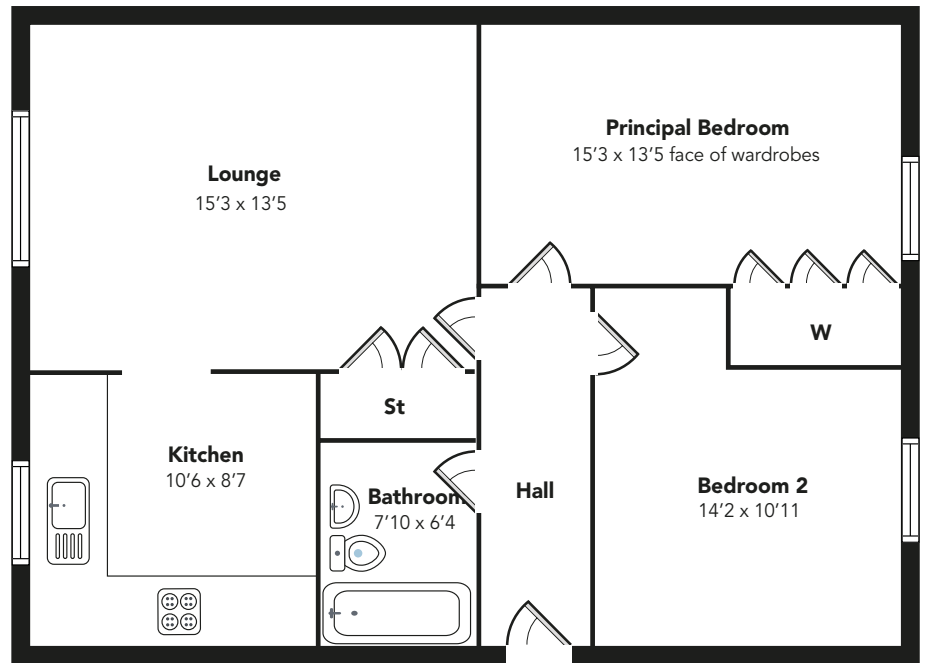 Principal Bedroom
15’3 x 13’5 face of wardrobes
Lounge
15’3 x 13’5
W
St
Kitchen
10’6 x 8’7
Bathroom
7’10 x 6’4
Hall
Bedroom 2
14’2 x 10’11